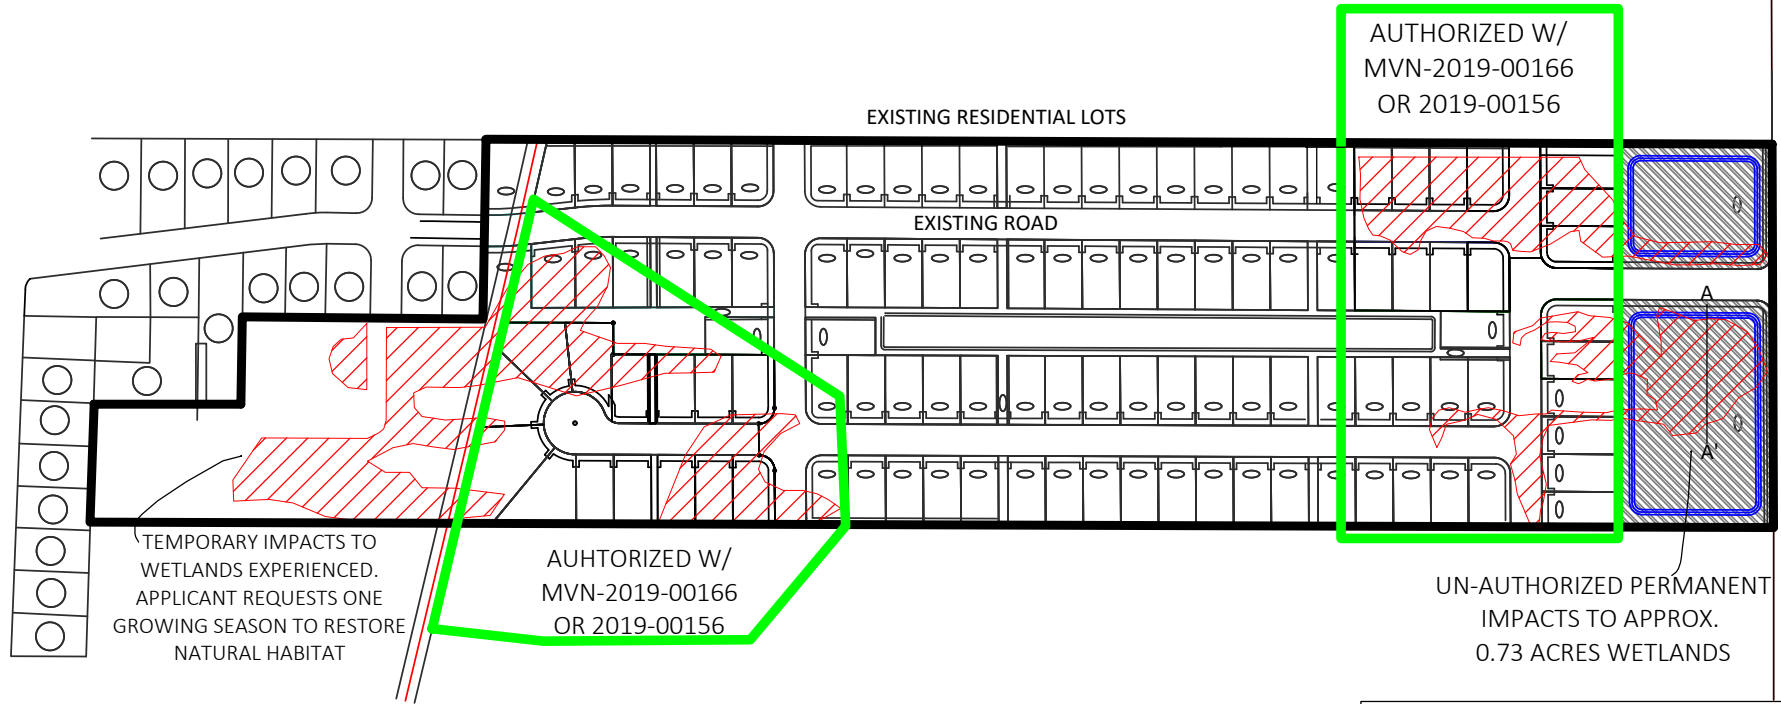 AUTHORIZED W/
MVN-2019-00166
OR 2019-00156
EXISTING RESIDENTIAL LOTS
EXISTING ROAD
A
A'
TEMPORARY IMPACTS TO
WETLANDS EXPERIENCED.
APPLICANT REQUESTS ONE
GROWING SEASON TO RESTORE
NATURAL HABITAT
AUHTORIZED W/
MVN-2019-00166
OR 2019-00156
UN-AUTHORIZED PERMANENT
IMPACTS TO APPROX.
0.73 ACRES WETLANDS